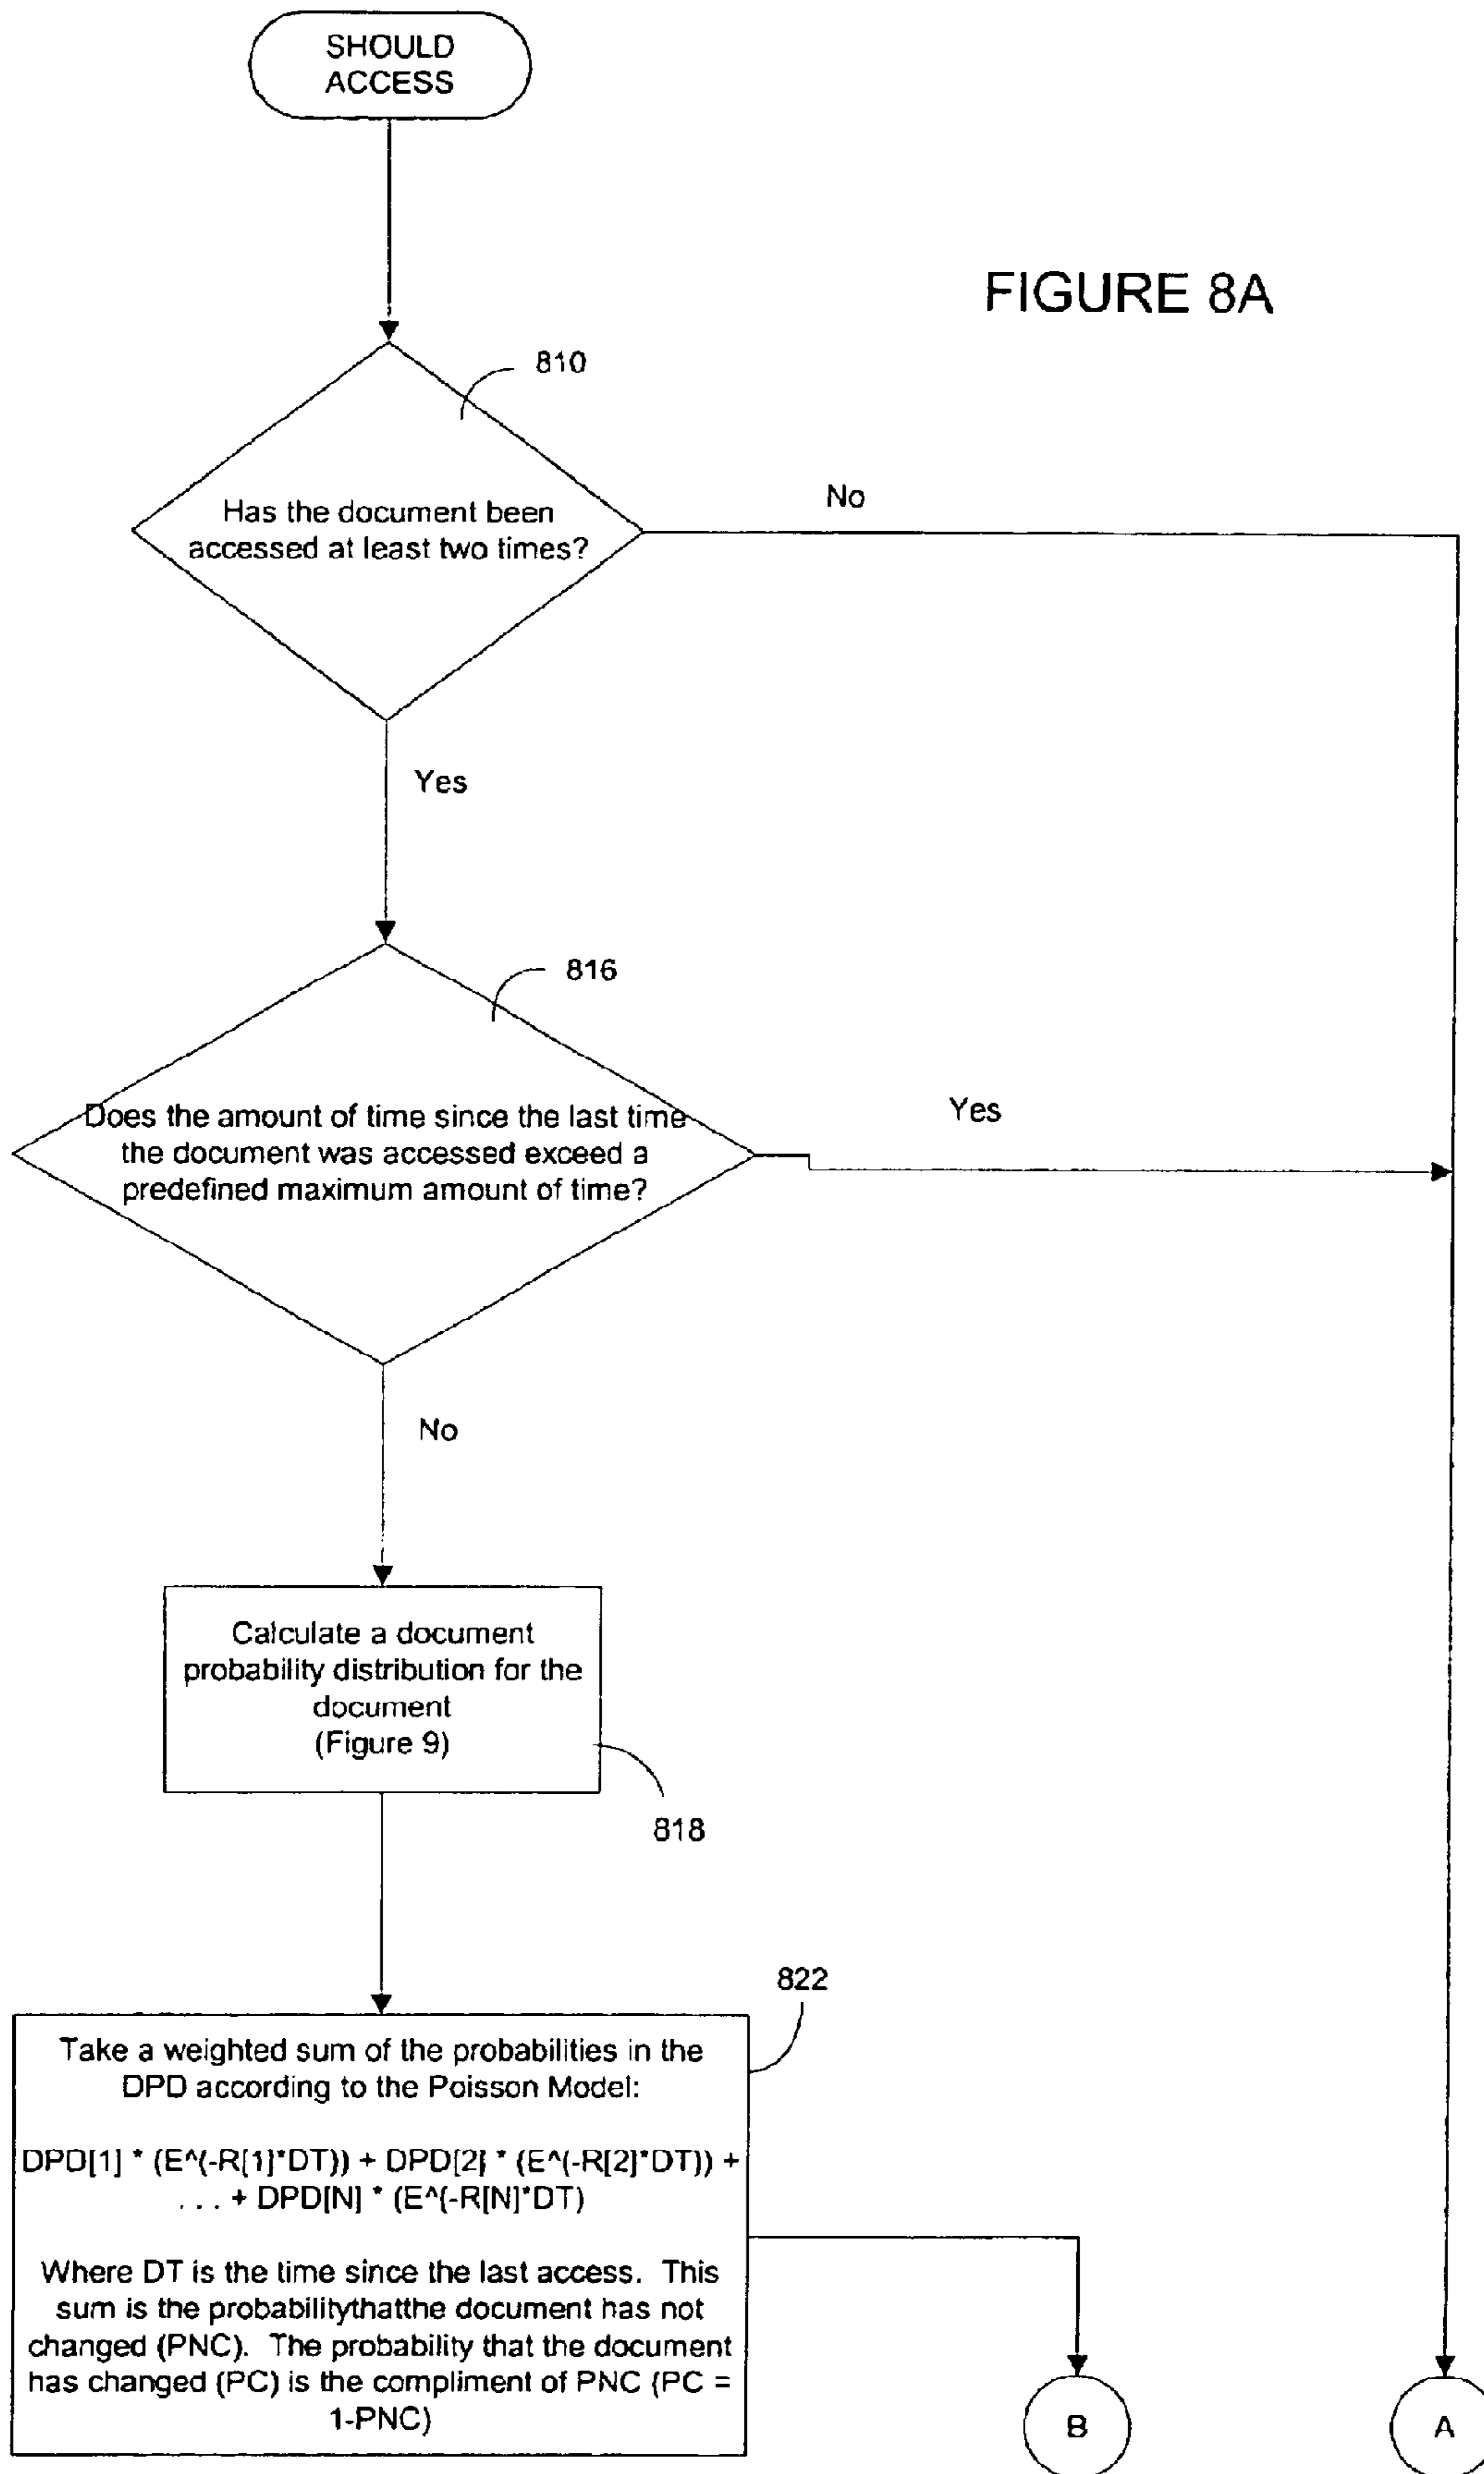 SHOULD
ACCESS
FIGURE 8A
810
Has the document been
accessed at least two times?
No
Yes
816
Does the amount of time since the last time
the document was accessed exceed a
predefined maximum amount of time?
Yes
No
Calculate a document
probability distribution for the
document
(Figure 9)
818
822
Take a weighted sum of the probabilities in the
DPD according to the Poisson Model:
DPD[1] * (E^(-R[1]*DT)) + DPD[2] * (E^(-R[2]*DT)) +
. . . + DPD[N] * (E^(-R[N]*DT)
Where DT is the time since the last access. This
sum is the probabilitythatthe document has not
changed (PNC). The probability that the document
has changed (PC) is the compliment of PNC (PC =
1-PNC)
B
A